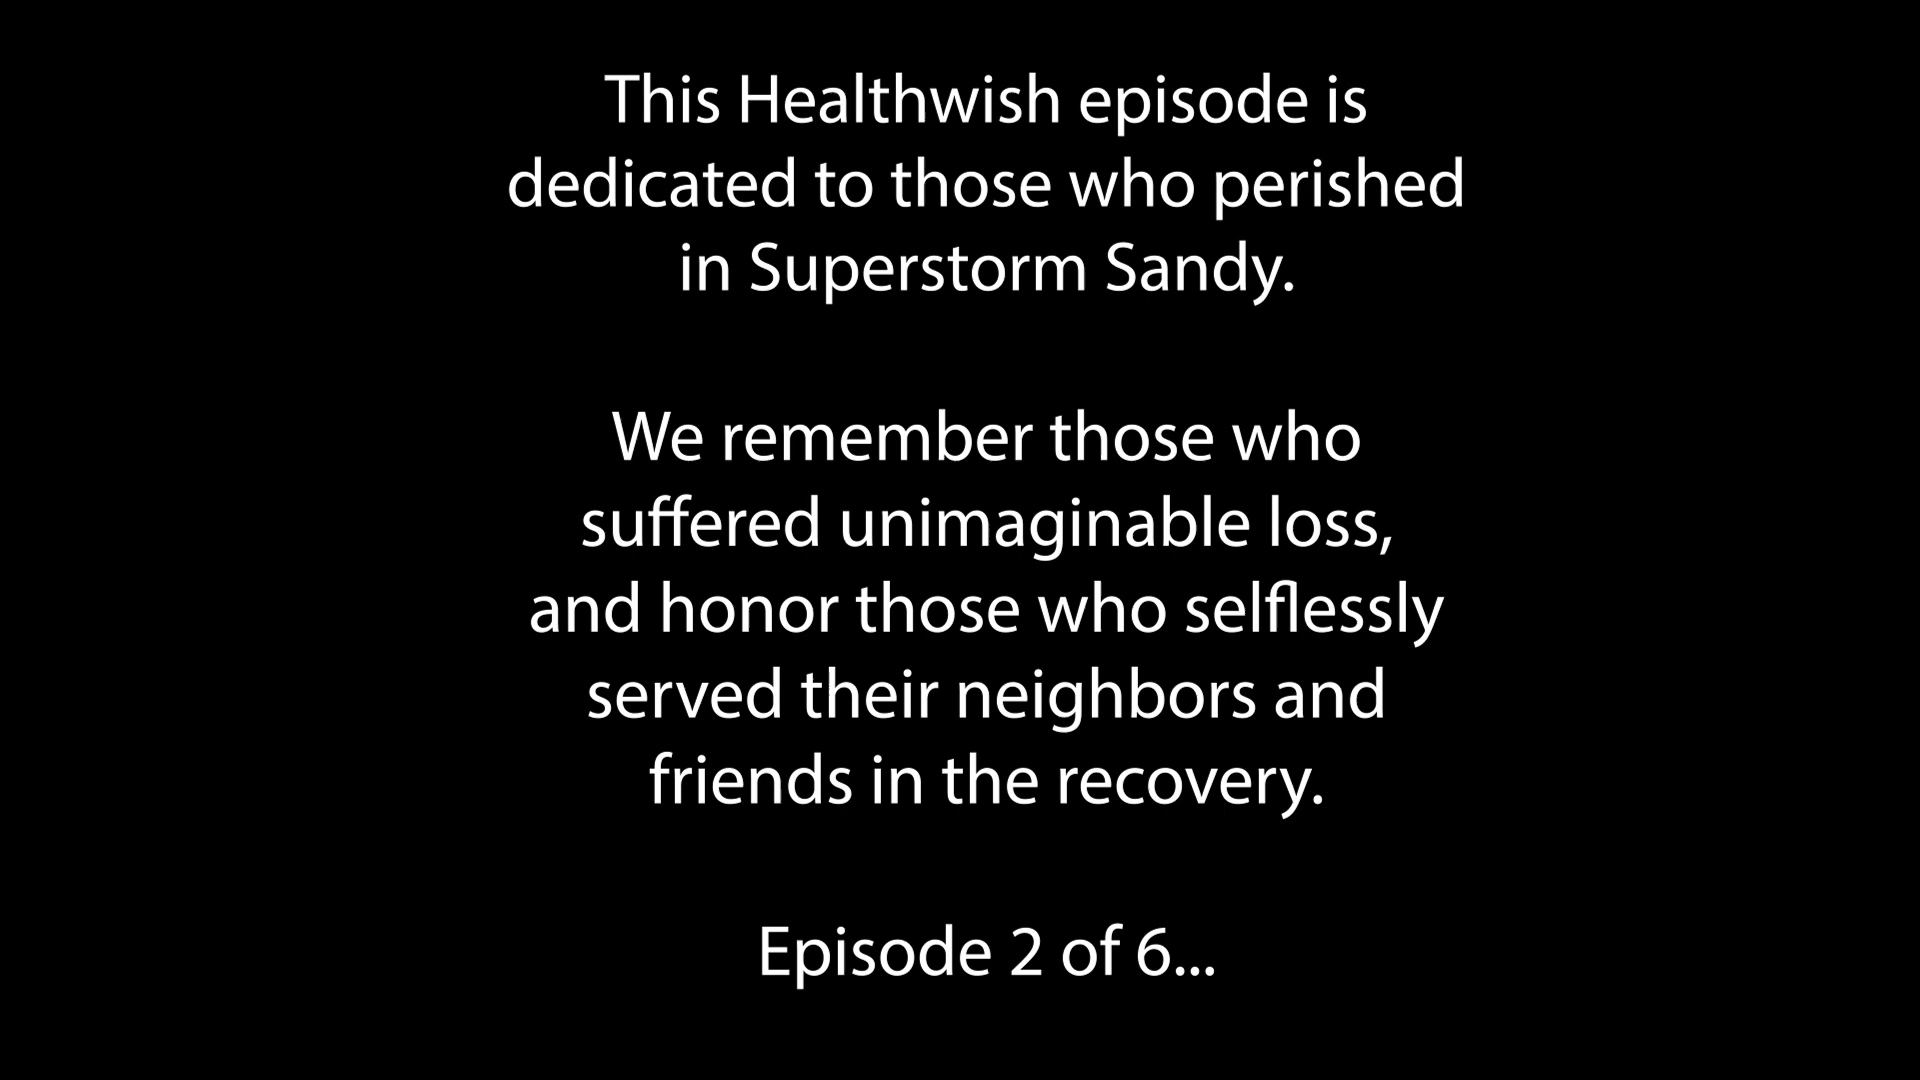 This Healthwish episode is
dedicated to those who perished
in Superstorm Sandy.
We remember those who
suffered unimaginable loss,
and honor those who selflessly
served their neighbors and
friends in the recovery.
Episode 2 of 6...